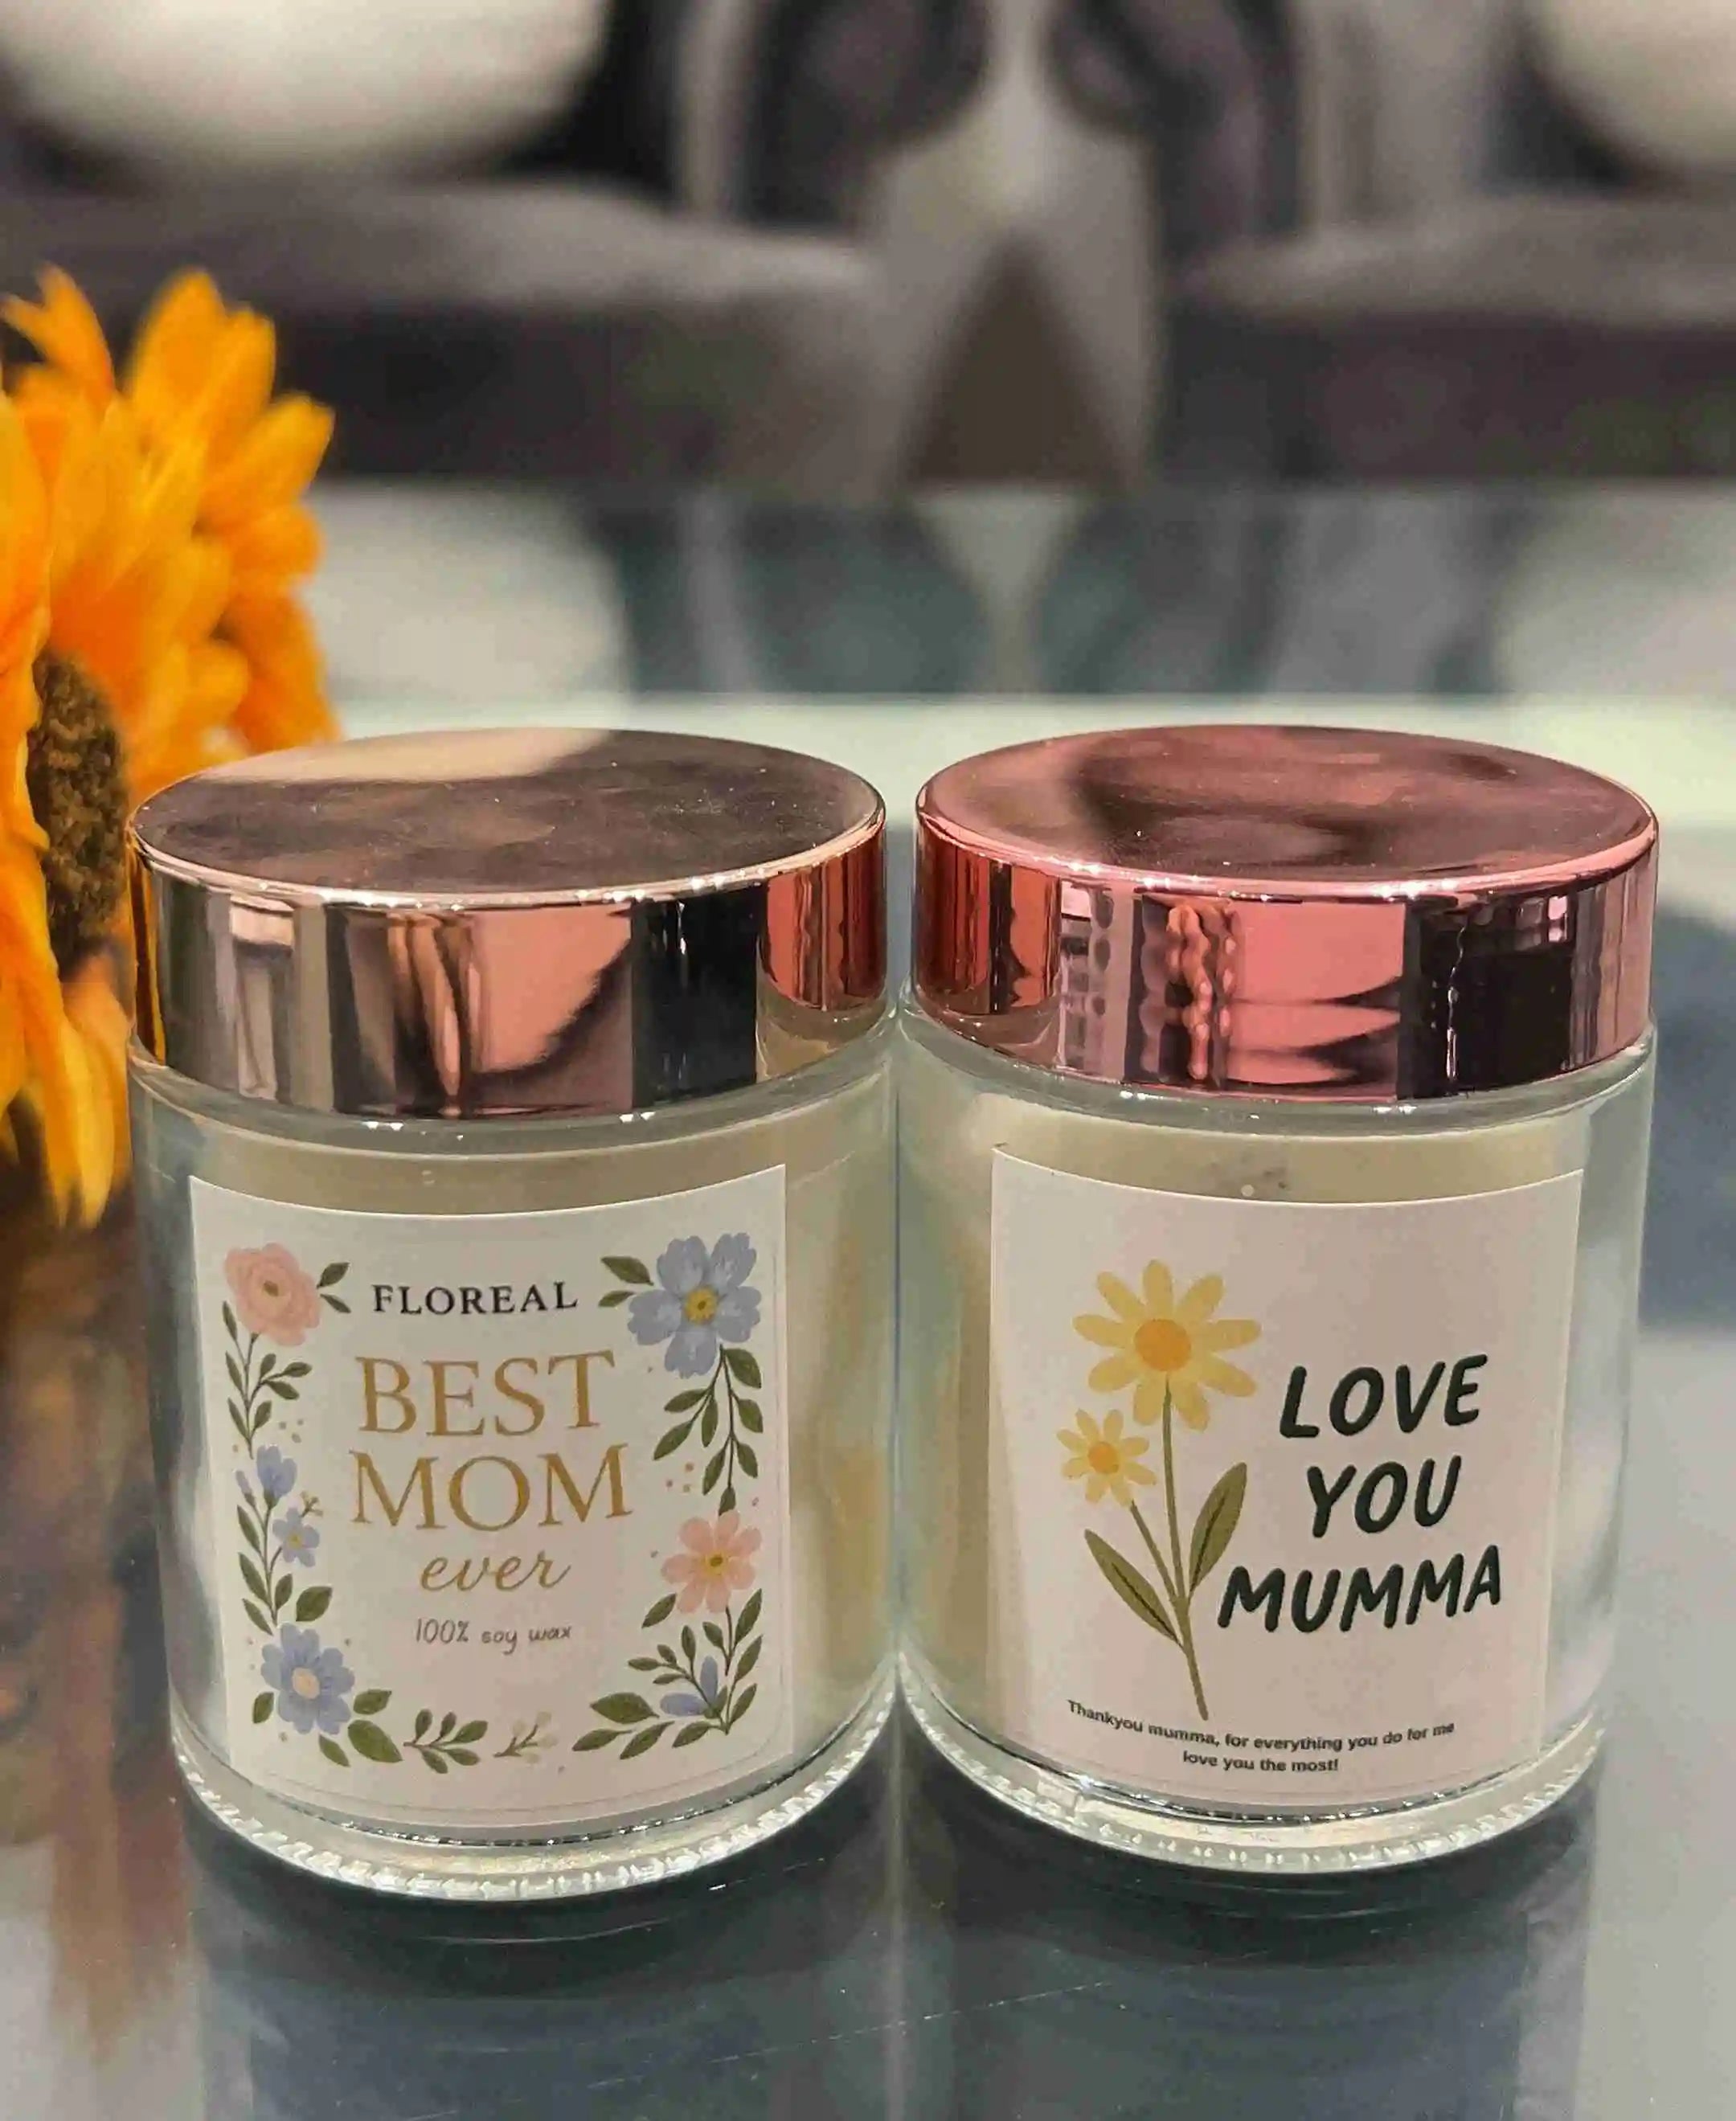 FLOREAL
BEST
MOM
ever
100% soy wax
LOVE
YOU
MUMMA
Thankyou mumma, for everything you do for me
love you the most!